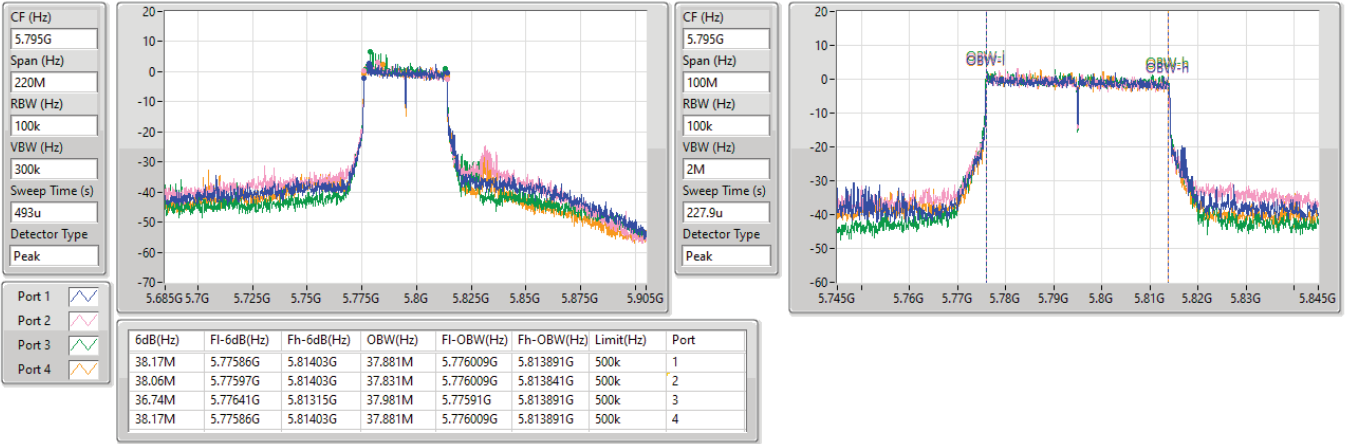 CF (Hz)
5.795G
Span (Hz)
220M
RBW (Hz)
100k
VBW (Hz)
300k
Sweep Time (s)
493u
Detector Type
Peak
20-
10-
0-
-10-
-20-
-30-
-40-
-50-
-60-
-70-
5.685G 5.7G 5.725G 5.75G 5.775G 5.8G 5.825G 5.85G 5.875G 5.905G
CF (Hz)
5.795G
Span (Hz)
100M
RBW (Hz)
100k
VBW (Hz)
2M
Sweep Time (s)
227.9u
Detector Type
Peak
20-
10-
0-
-10-
-20-
-30-
-40-
-50-
-60-
OBW-l OBW-h
5.745G 5.76G 5.77G 5.78G 5.79G 5.8G 5.81G 5.82G 5.83G 5.845G
Port 1
Port 2
Port 3
Port 4
6dB(Hz) Fl-6dB(Hz) Fh-6dB(Hz) OBW(Hz) Fl-OBW(Hz) Fh-OBW(Hz) Limit(Hz) Port
38.17M 5.77586G 5.81403G 37.881M 5.776009G 5.813891G 500k 1
38.06M 5.77597G 5.81403G 37.831M 5.776009G 5.813841G 500k 2
36.74M 5.77641G 5.81315G 37.981M 5.77591G 5.813891G 500k 3
38.17M 5.77586G 5.81403G 37.881M 5.776009G 5.813891G 500k 4